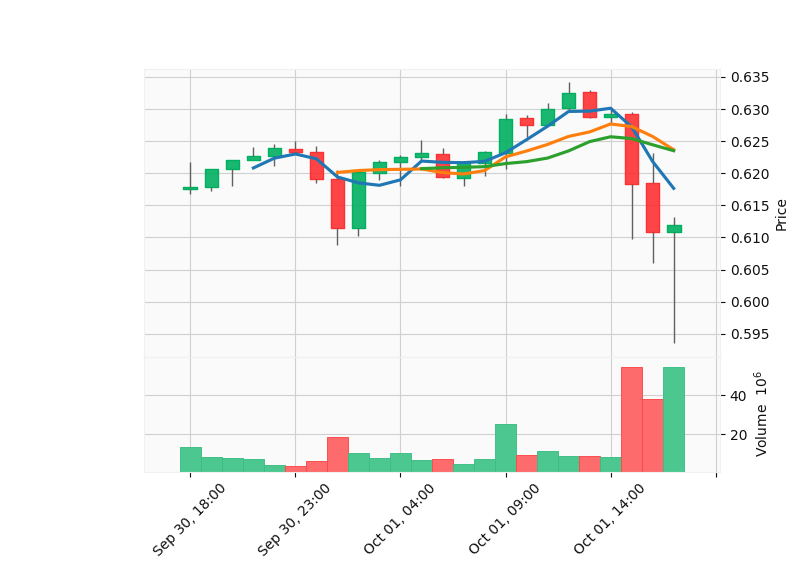 0.635
0.630
0.625
0.620
0.615
0.610
0.605
0.600
0.595
Price
40
20
Volume 10⁶
Sep 30, 18:00
Sep 30, 23:00
Oct 01, 04:00
Oct 01, 09:00
Oct 01, 14:00